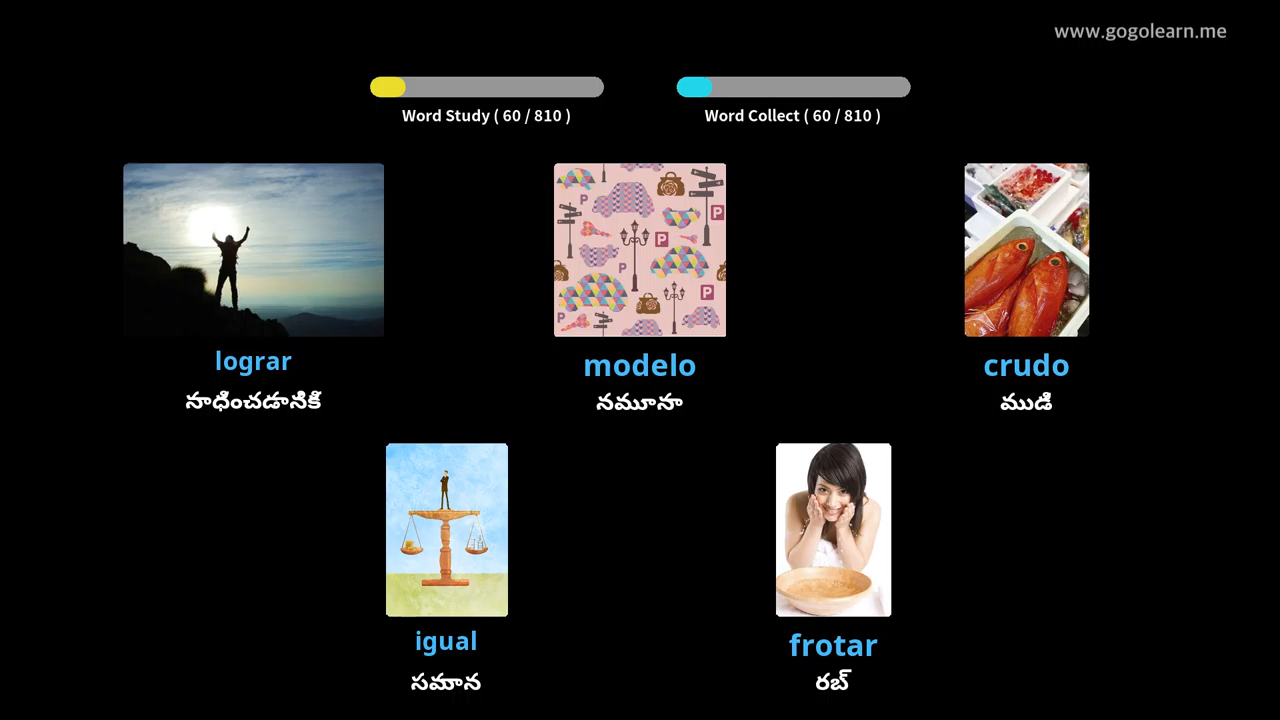 www.gogolearn.me
Word Study ( 60 / 810 )
Word Collect ( 60 / 810 )
lograr
సాధించడానికి
modelo
నమూనా
crudo
ముడి
igual
సమాన
frotar
రబ్